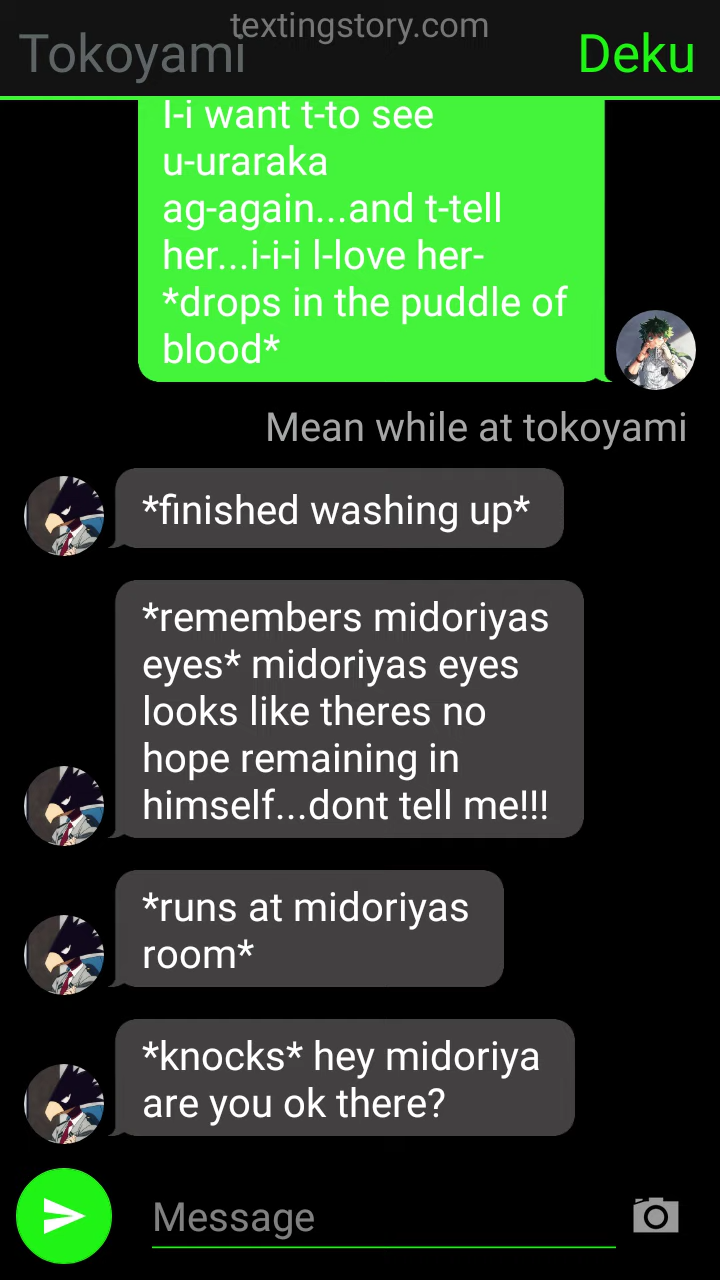 textingstory.com
Tokoyami
Deku
I-i want t-to see
u-uraraka
ag-again...and t-tell
her...i-i-i l-love her-
*drops in the puddle of
blood*
Mean while at tokoyami
*finished washing up*
*remembers midoriyas
eyes* midoriyas eyes
looks like theres no
hope remaining in
himself...dont tell me!!!
*runs at midoriyas
room*
*knocks* hey midoriya
are you ok there?
Message